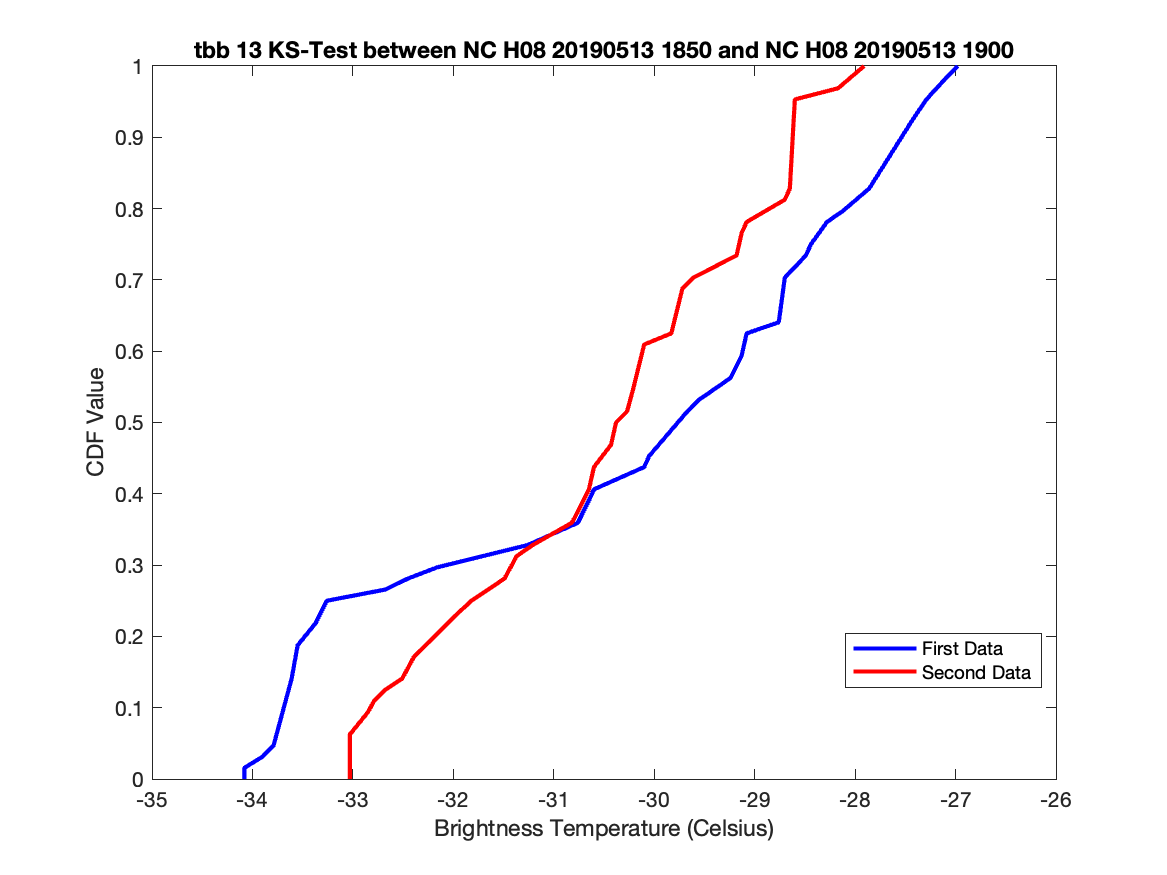 tbb 13 KS-Test between NC H08 20190513 1850 and NC H08 20190513 1900
1
0.9
0.8
0.7
0.6
0.5
0.4
0.3
0.2
0.1
0
CDF Value
First Data
Second Data
-35 -34 -33 -32 -31 -30 -29 -28 -27 -26
Brightness Temperature (Celsius)